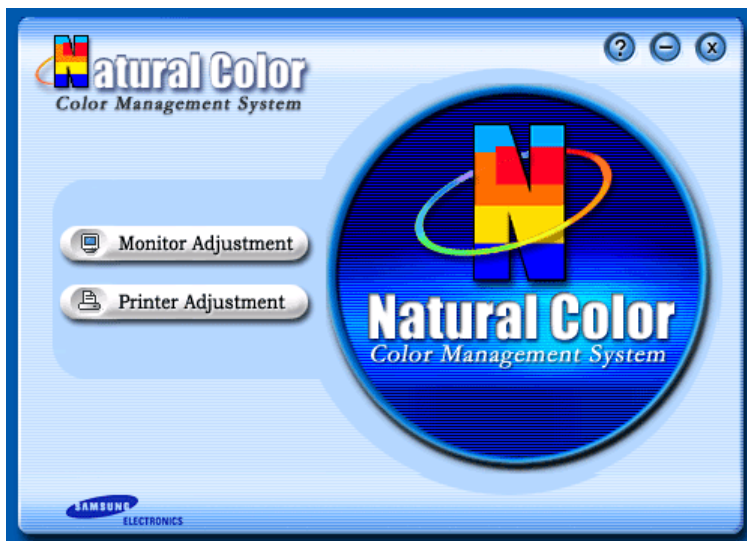 Natural Color
Color Management System
? – x
Monitor Adjustment
Printer Adjustment
N
Natural Color
Color Management System
SAMSUNG
ELECTRONICS